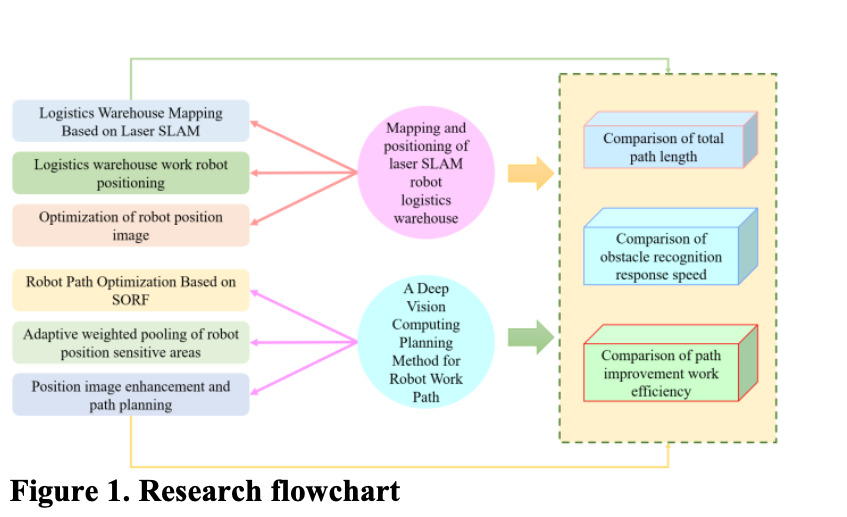 Logistics Warehouse Mapping
Based on Laser SLAM
Logistics warehouse work robot
positioning
Optimization of robot position
image
Robot Path Optimization Based on
SORF
Adaptive weighted pooling of robot
position sensitive areas
Position image enhancement and
path planning
Mapping and
positioning of
laser SLAM
robot
logistics
warehouse
A Deep
Vision
Computing
Planning
Method for
Robot Work
Path
Comparison of total
path length
Comparison of
obstacle recognition
response speed
Comparison of path
improvement work
efficiency
Figure 1. Research flowchart